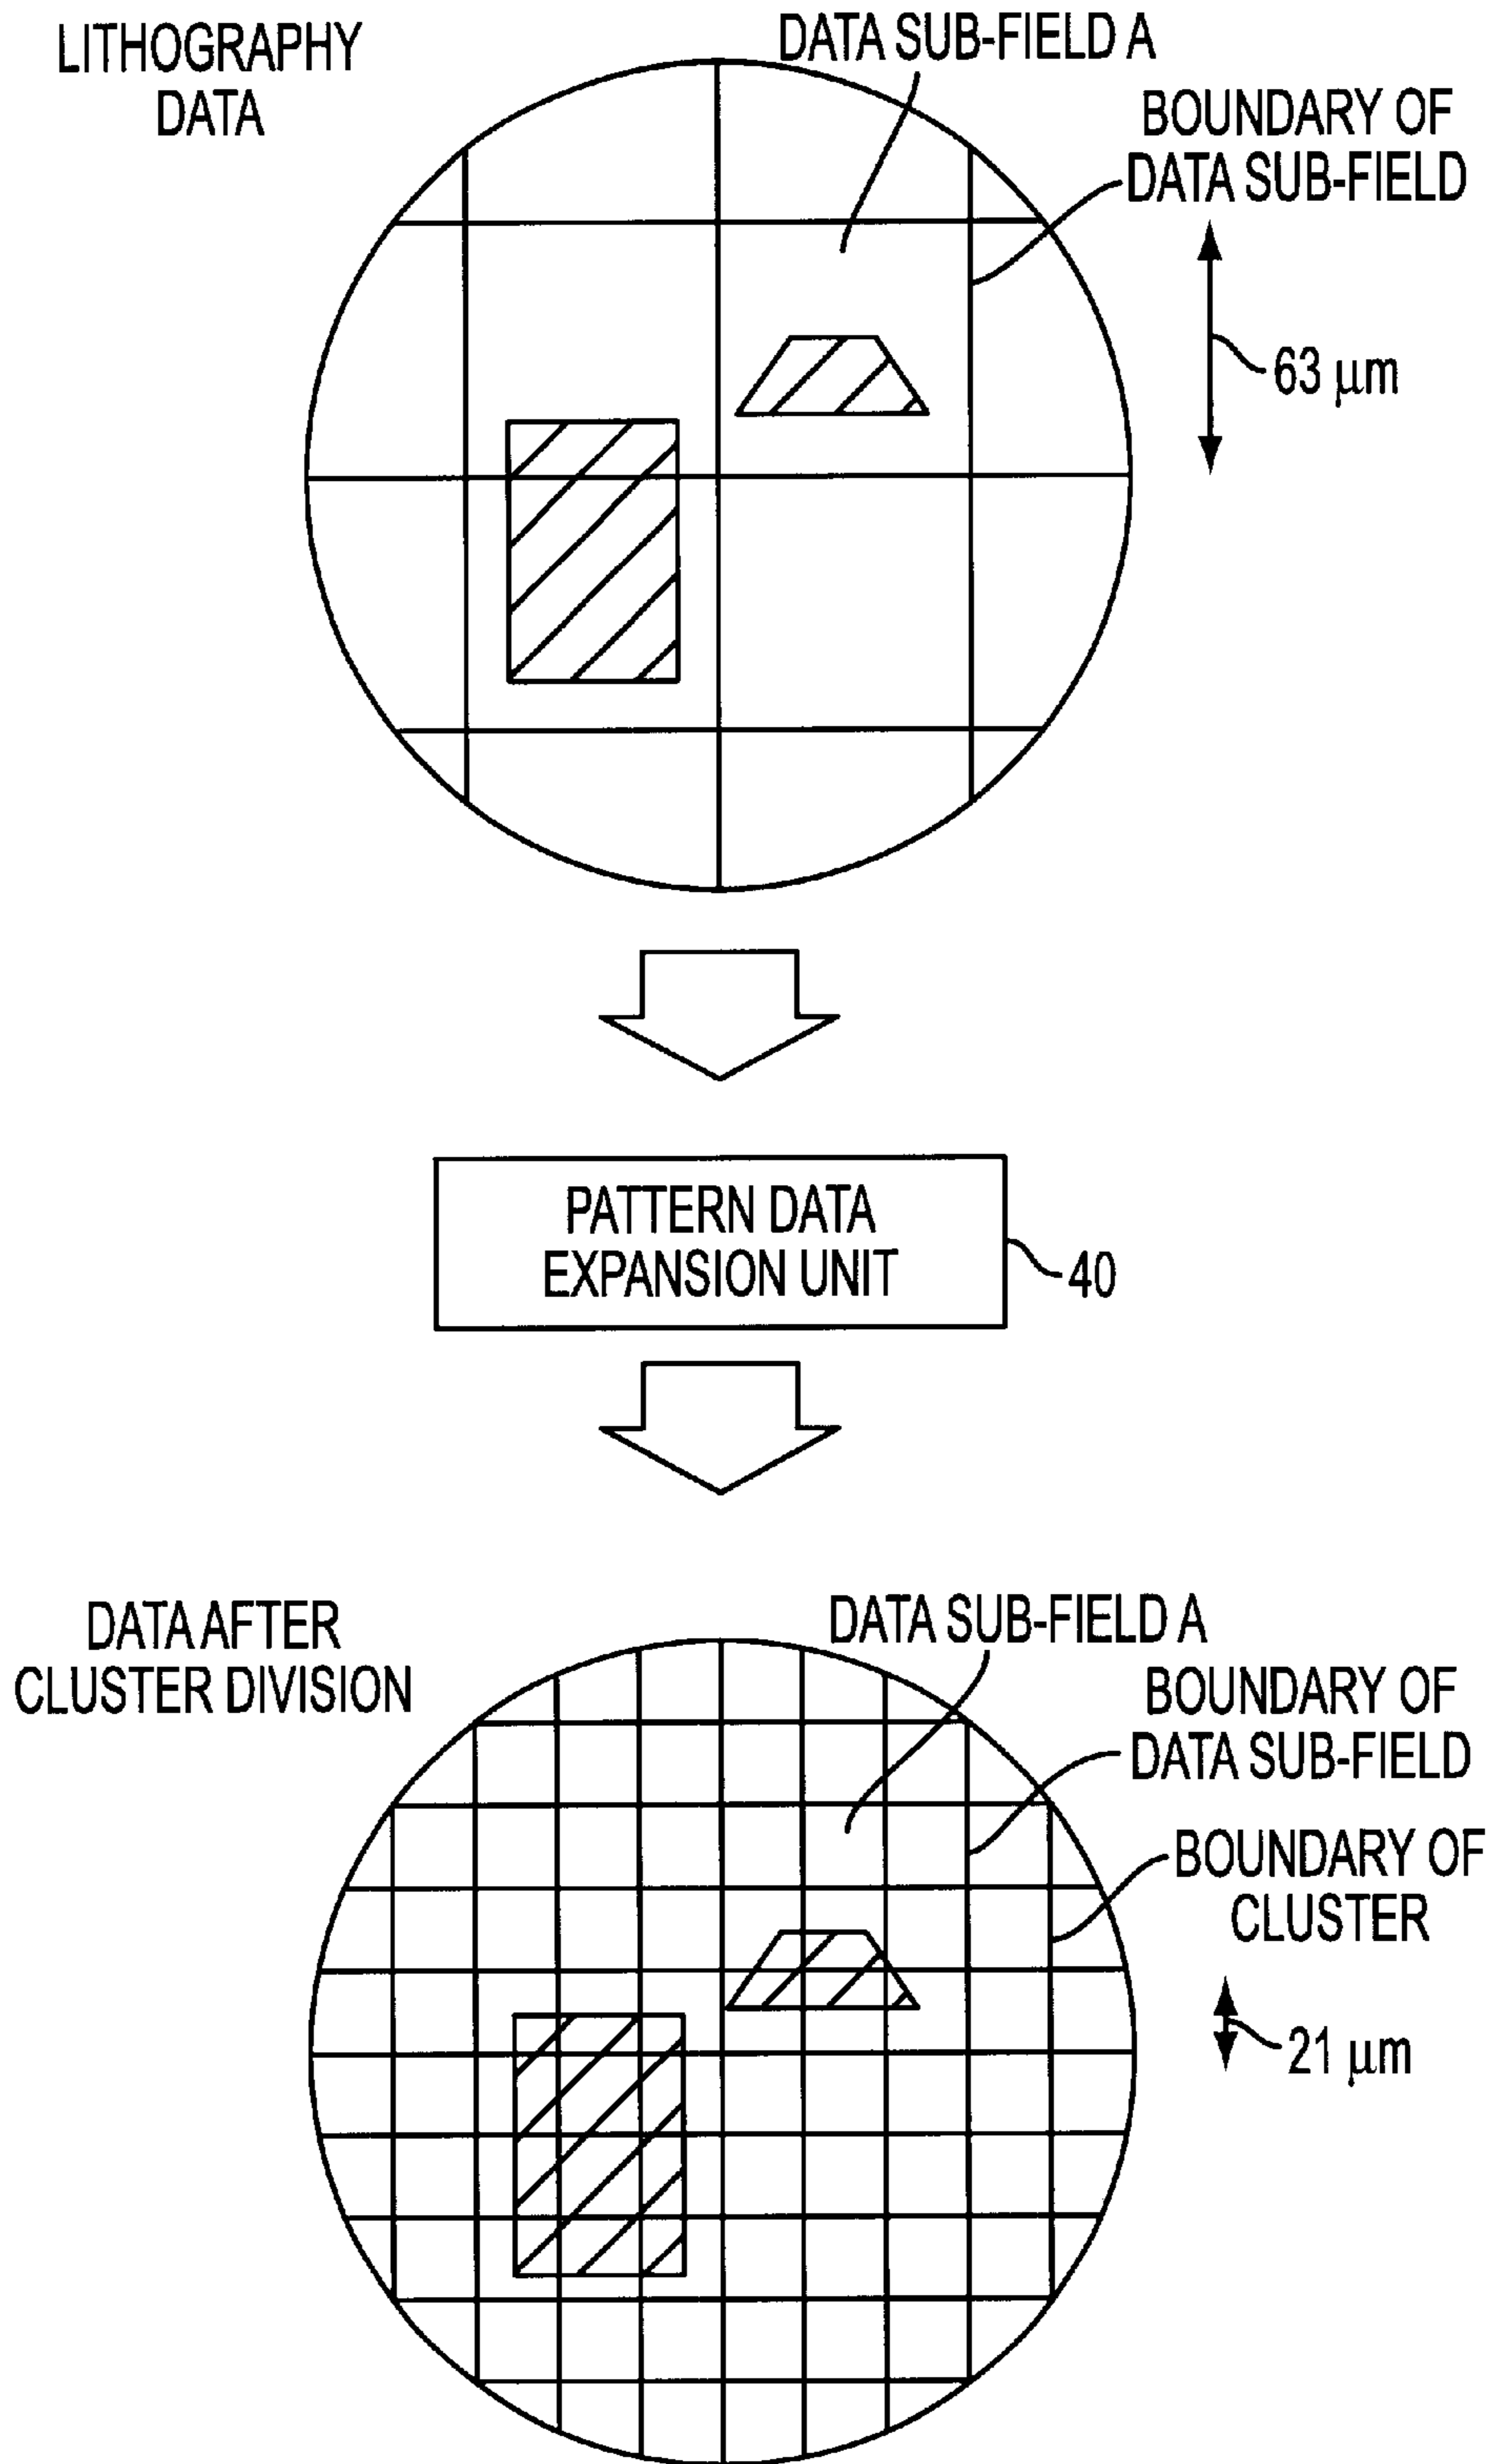 LITHOGRAPHY
DATA
DATA SUB-FIELD A
BOUNDARY OF
DATA SUB-FIELD
63 μm
PATTERN DATA
EXPANSION UNIT
40
DATA AFTER
CLUSTER DIVISION
DATA SUB-FIELD A
BOUNDARY OF
DATA SUB-FIELD
BOUNDARY OF
CLUSTER
21 μm